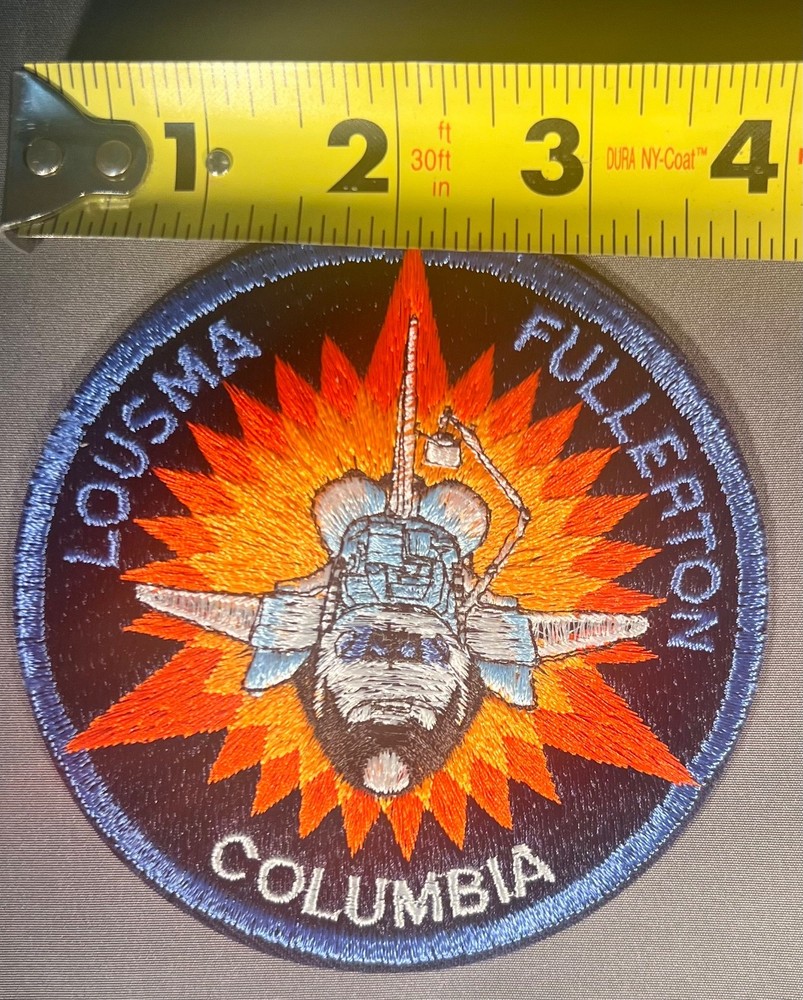 1 2 3 4
ft
30ft
in
DURA NY-Coat™
LOUSMA
FULLERTON
COLUMBIA